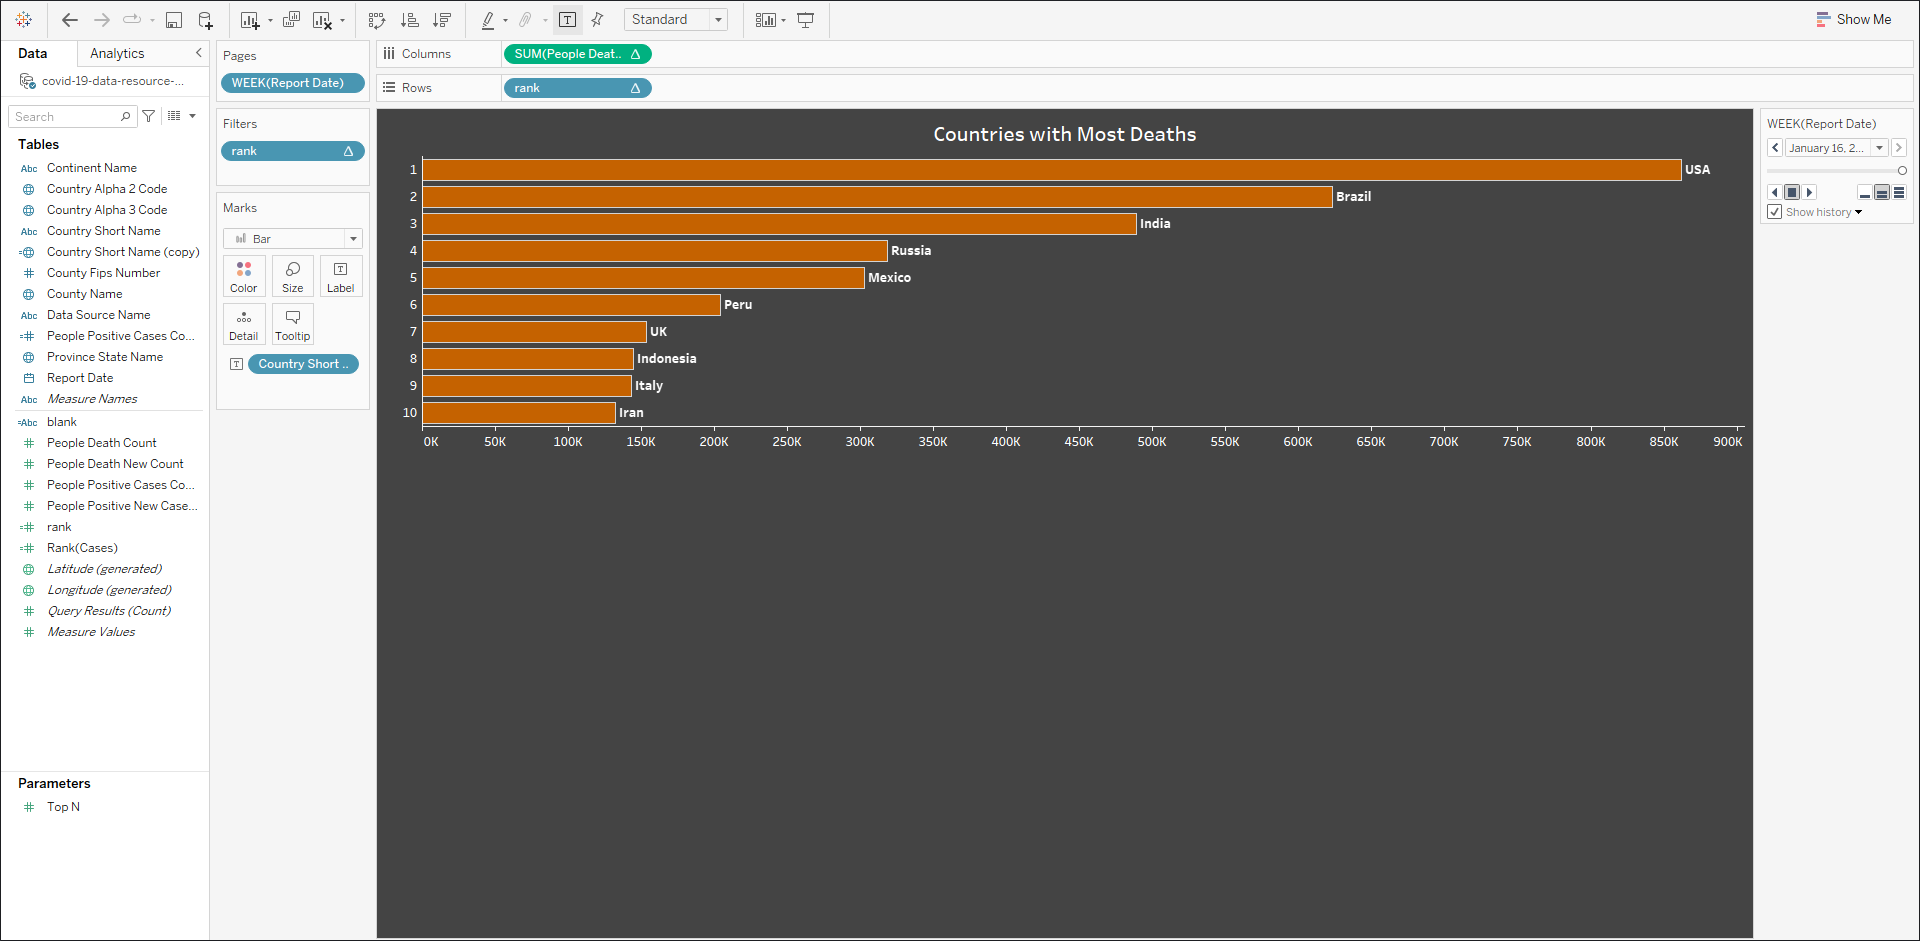 Standard
Show Me
Data
Analytics
covid-19-data-resource-...
Search
Tables
Abc Continent Name
Country Alpha 2 Code
Country Alpha 3 Code
Abc Country Short Name
Country Short Name (copy)
County Fips Number
County Name
Abc Data Source Name
People Positive Cases Co...
Province State Name
Report Date
Abc Measure Names
=Abc blank
People Death Count
People Death New Count
People Positive Cases Co...
People Positive New Case...
rank
Rank(Cases)
Latitude (generated)
Longitude (generated)
Query Results (Count)
Measure Values
Parameters
Top N
Pages
WEEK(Report Date)
Filters
rank
Marks
Bar
Color
Size
Label
Detail
Tooltip
Country Short ..
Columns
SUM(People Deat..
Rows
rank
Countries with Most Deaths
1 USA
2 Brazil
3 India
4 Russia
5 Mexico
6 Peru
7 UK
8 Indonesia
9 Italy
10 Iran
0K 50K 100K 150K 200K 250K 300K 350K 400K 450K 500K 550K 600K 650K 700K 750K 800K 850K 900K
WEEK(Report Date)
January 16, 2...
Show history